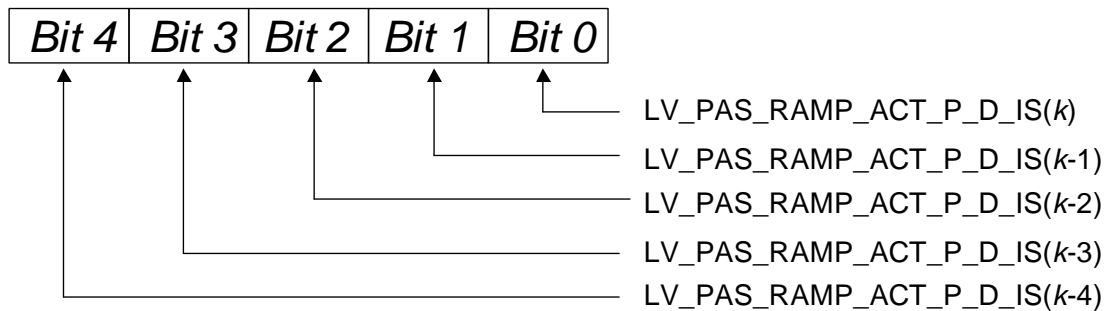 Bit 4 Bit 3 Bit 2 Bit 1 Bit 0
LV_PAS_RAMP_ACT_P_D_IS(k)
LV_PAS_RAMP_ACT_P_D_IS(k-1)
LV_PAS_RAMP_ACT_P_D_IS(k-2)
LV_PAS_RAMP_ACT_P_D_IS(k-3)
LV_PAS_RAMP_ACT_P_D_IS(k-4)